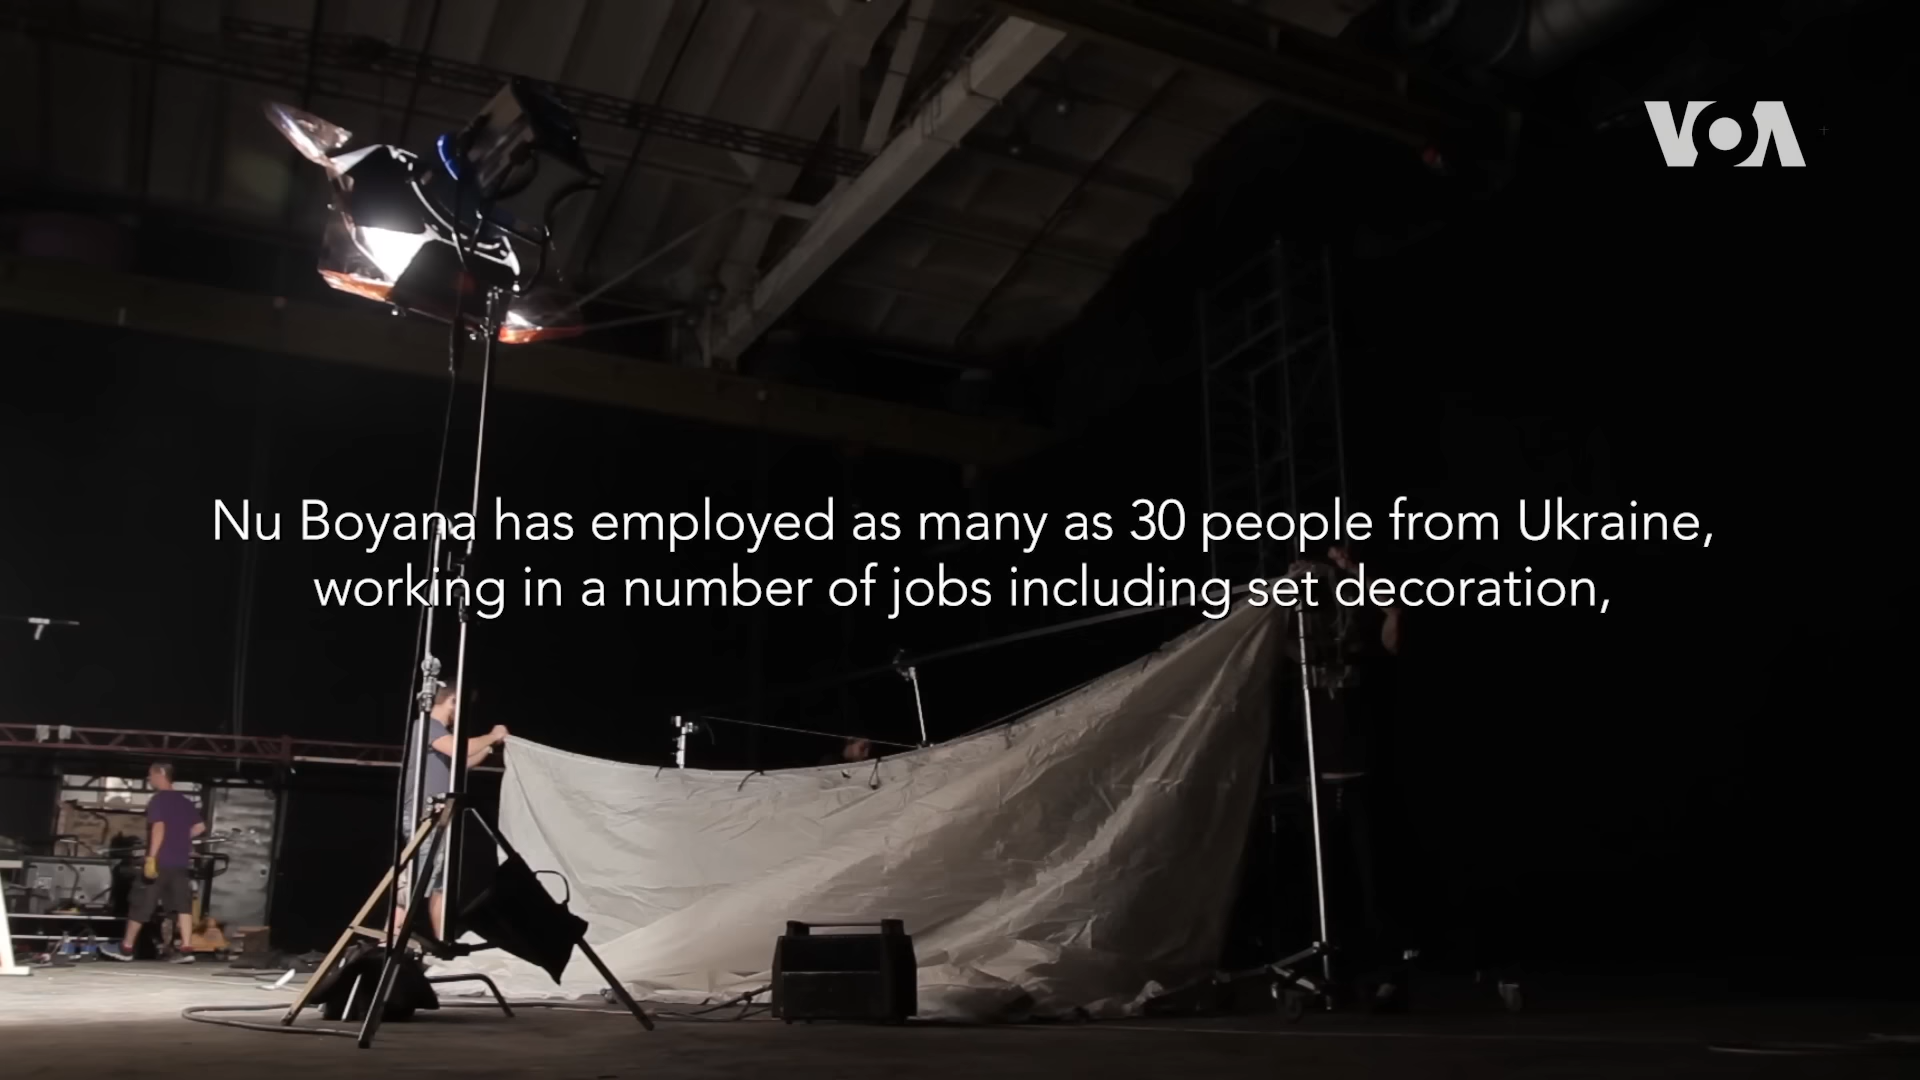 VOA
Nu Boyana has employed as many as 30 people from Ukraine,
working in a number of jobs including set decoration,